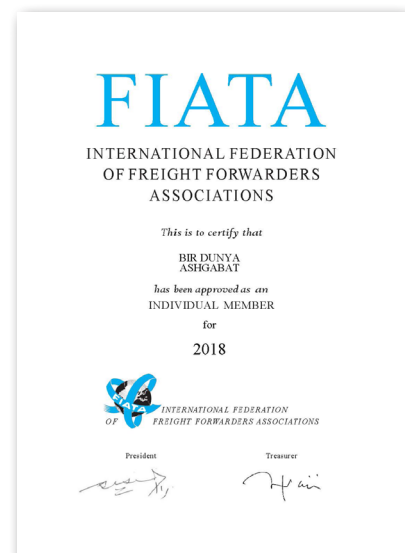 FIATA
INTERNATIONAL FEDERATION
OF FREIGHT FORWARDERS
ASSOCIATIONS
This is to certify that
BIR DUNYA
ASHGABAT
has been approved as an
INDIVIDUAL MEMBER
for
2018
FIATA
INTERNATIONAL FEDERATION
OF FREIGHT FORWARDERS ASSOCIATIONS
President Treasurer